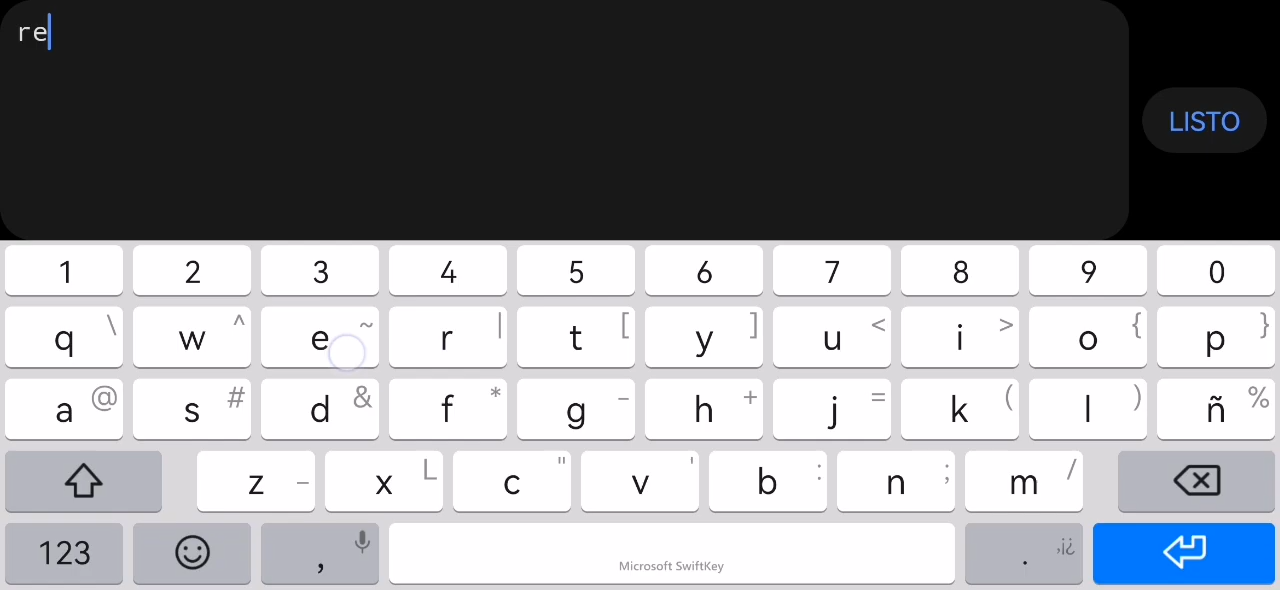 re
LISTO
1 2 3 4 5 6 7 8 9 0
q \ w ^ e ~ r | t [ y ] u < i > o { p }
a @ s # d & f * g - h + j = k ( l ) ñ %
z _ x L c " v ' b : n ; m /
123 , Microsoft SwiftKey . ,¡¿